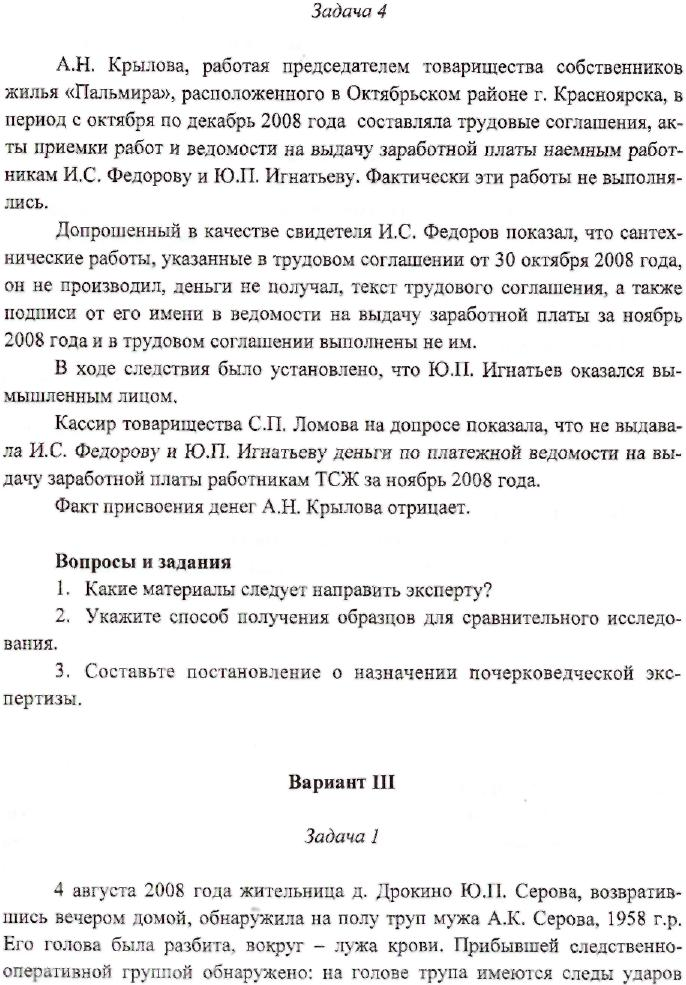 Задача 4
А.Н. Крылова, работая председателем товарищества собственников
жилья «Пальмира», расположенного в Октябрьском районе г. Красноярска, в
период с октября по декабрь 2008 года составляла трудовые соглашения, ак-
ты приемки работ и ведомости на выдачу заработной платы наемным работ-
никам И.С. Федорову и Ю.П. Игнатьеву. Фактически эти работы не выполня-
лись.
Допрошенный в качестве свидетеля И.С. Федоров показал, что сантех-
нические работы, указанные в трудовом соглашении от 30 октября 2008 года,
он не производил, деньги не получал, текст трудового соглашения, а также
подписи от его имени в ведомости на выдачу заработной платы за ноябрь
2008 года и в трудовом соглашении выполнены не им.
В ходе следствия было установлено, что Ю.П. Игнатьев оказался вы-
мышленным лицом.
Кассир товарищества С.П. Ломова на допросе показала, что не выдава-
ла И.С. Федорову и Ю.П. Игнатьеву деньги по платежной ведомости на вы-
дачу заработной платы работникам ТСЖ за ноябрь 2008 года.
Факт присвоения денег А.Н. Крылова отрицает.
Вопросы и задания
1. Какие материалы следует направить эксперту?
2. Укажите способ получения образцов для сравнительного исследо-
вания.
3. Составьте постановление о назначении почерковедческой экс-
пертизы.
Вариант III
Задача 1
4 августа 2008 года жительница д. Дрокино Ю.П. Серова, возвратив-
шись вечером домой, обнаружила на полу труп мужа А.К. Серова, 1958 г.р.
Его голова была разбита, вокруг – лужа крови. Прибывшей следственно-
оперативной группой обнаружено: на голове трупа имеются следы ударов